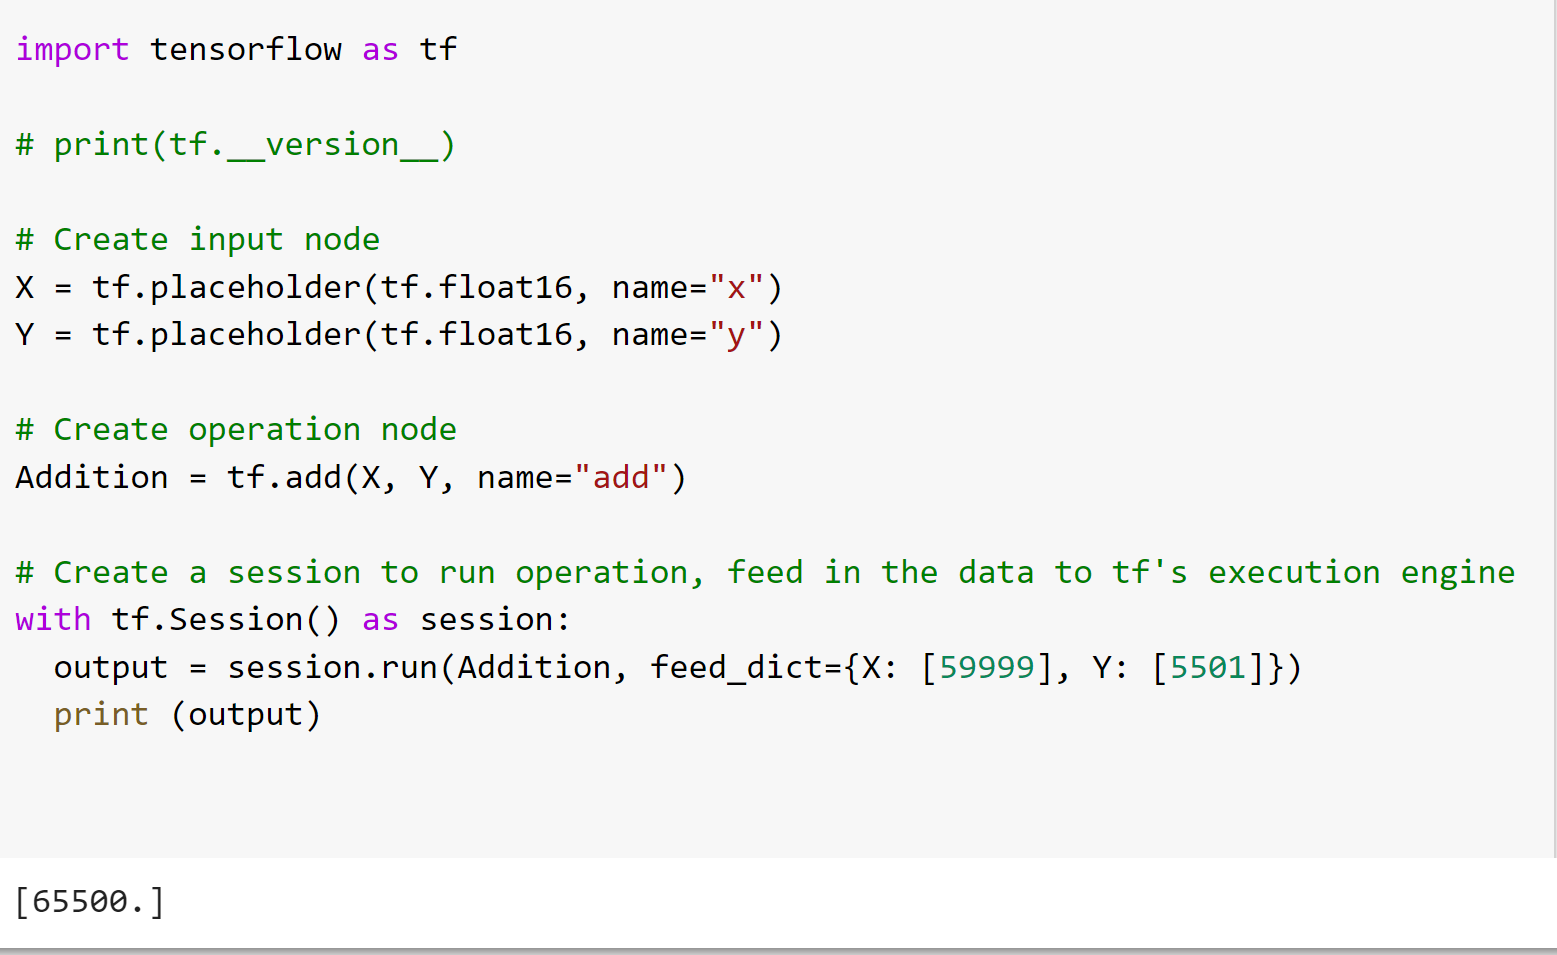 import tensorflow as tf
# print(tf.__version__)
# Create input node
X = tf.placeholder(tf.float16, name="x")
Y = tf.placeholder(tf.float16, name="y")
# Create operation node
Addition = tf.add(X, Y, name="add")
# Create a session to run operation, feed in the data to tf's execution engine
with tf.Session() as session:
  output = session.run(Addition, feed_dict={X: [59999], Y: [5501]})
  print (output)
[65500.]